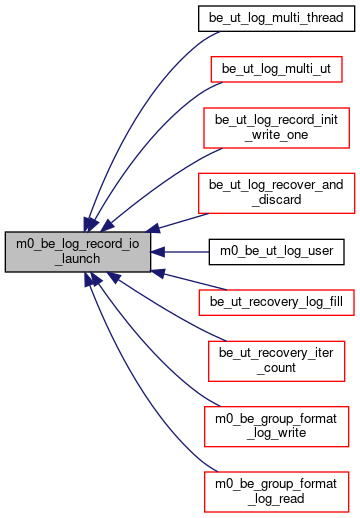 be_ut_log_multi_thread
be_ut_log_multi_ut
be_ut_log_record_init
_write_one
be_ut_log_recover_and
_discard
m0_be_log_record_io
_launch
m0_be_ut_log_user
be_ut_recovery_log_fill
be_ut_recovery_iter
_count
m0_be_group_format
_log_write
m0_be_group_format
_log_read